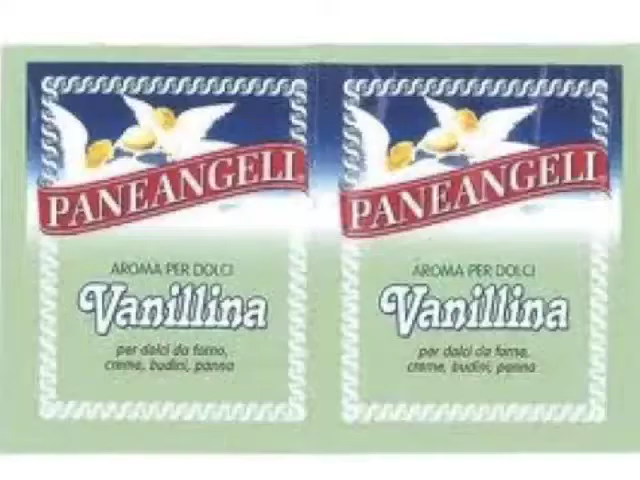 PANEANGELI
AROMA PER DOLCI
Vanillina
per dolci da forno,
creme, budini, panna
PANEANGELI
AROMA PER DOLCI
Vanillina
per dolci da forno,
creme, budini, panna